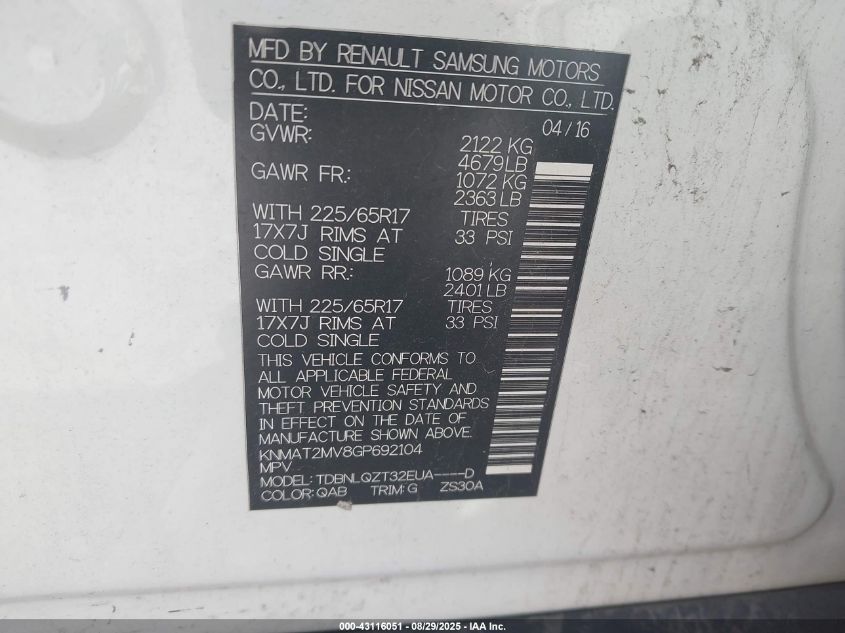 MFD BY RENAULT SAMSUNG MOTORS
CO., LTD. FOR NISSAN MOTOR CO., LTD.
DATE: 04/16
GVWR: 2122 KG
4679 LB
GAWR FR.: 1072 KG
2363 LB
WITH 225/65R17 TIRES
17X7J RIMS AT 33 PSI
COLD SINGLE
GAWR RR.: 1089 KG
2401 LB
WITH 225/65R17 TIRES
17X7J RIMS AT 33 PSI
COLD SINGLE
THIS VEHICLE CONFORMS TO
ALL APPLICABLE FEDERAL
MOTOR VEHICLE SAFETY AND
THEFT PREVENTION STANDARDS
IN EFFECT ON THE DATE OF
MANUFACTURE SHOWN ABOVE.
KNMAT2MV8GP692104
MPV
MODEL: TDBNLQZT32EUA----D
COLOR: QAB TRIM: G ZS30A
000-43116051 - 08/29/2025 - IAA Inc.